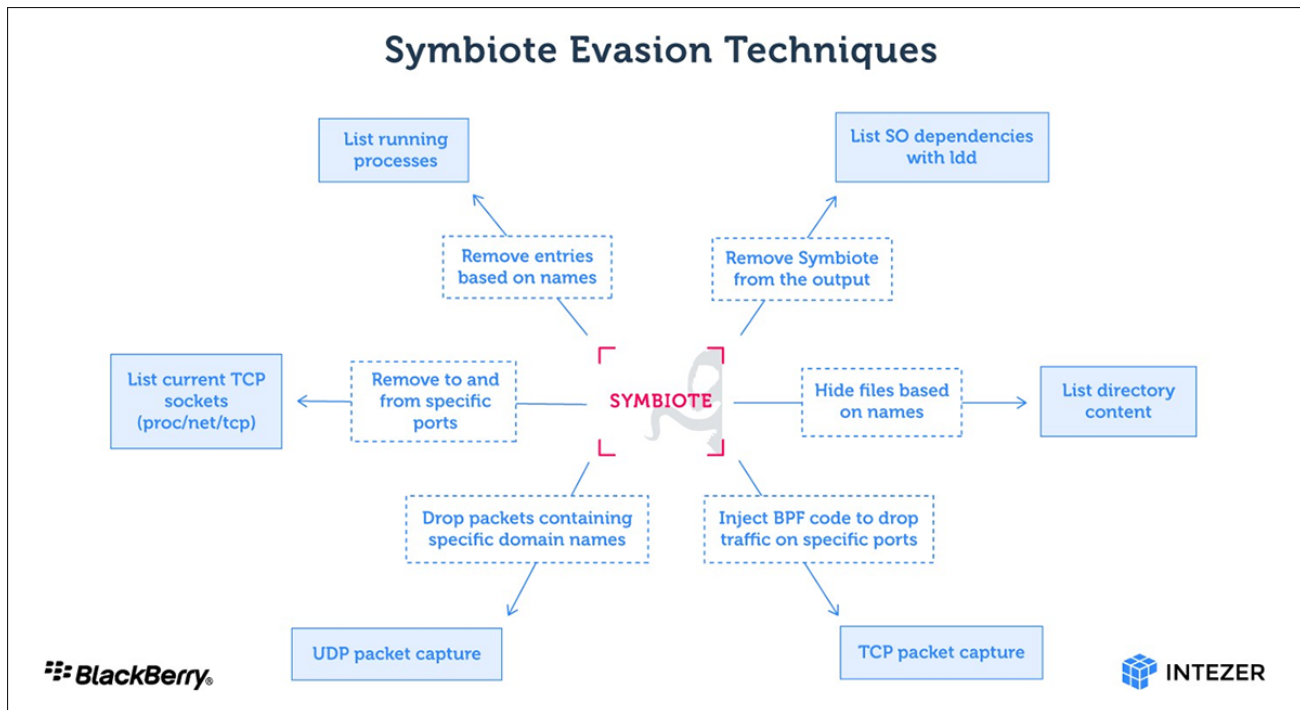 Symbiote Evasion Techniques
List running
processes
List SO dependencies
with ldd
Remove entries
based on names
Remove Symbiote
from the output
List current TCP
sockets
(proc/net/tcp)
Remove to and
from specific
ports
SYMBIOTE
Hide files based
on names
List directory
content
Drop packets containing
specific domain names
Inject BPF code to drop
traffic on specific ports
UDP packet capture
TCP packet capture
BlackBerry®
INTEZER